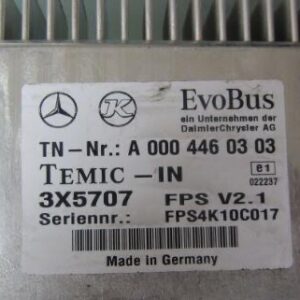 EvoBus
ein Unternehmen der
DaimlerChrysler AG
TN-Nr.: A 000 446 03 03
TEMIC -IN
e1
022237
3X5707 FPS V2.1
Seriennr.: FPS4K10C017
Made in Germany